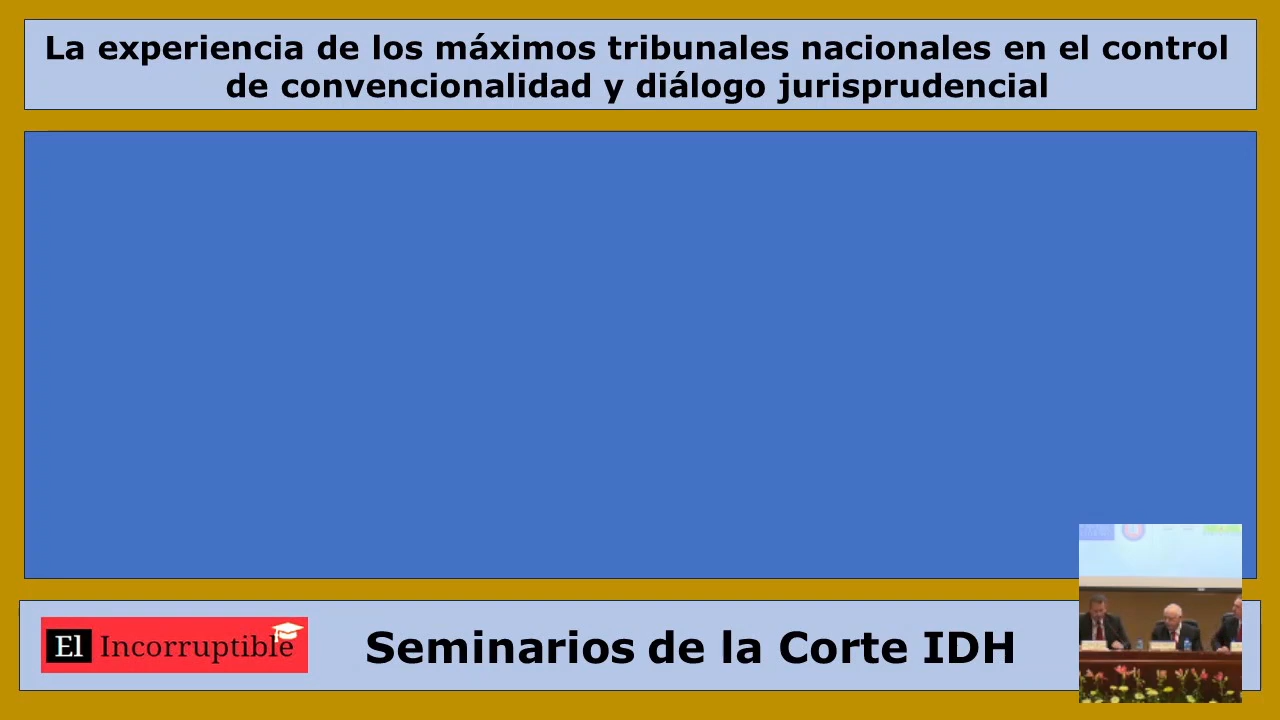 La experiencia de los máximos tribunales nacionales en el control
de convencionalidad y diálogo jurisprudencial
El Incorruptible
Seminarios de la Corte IDH